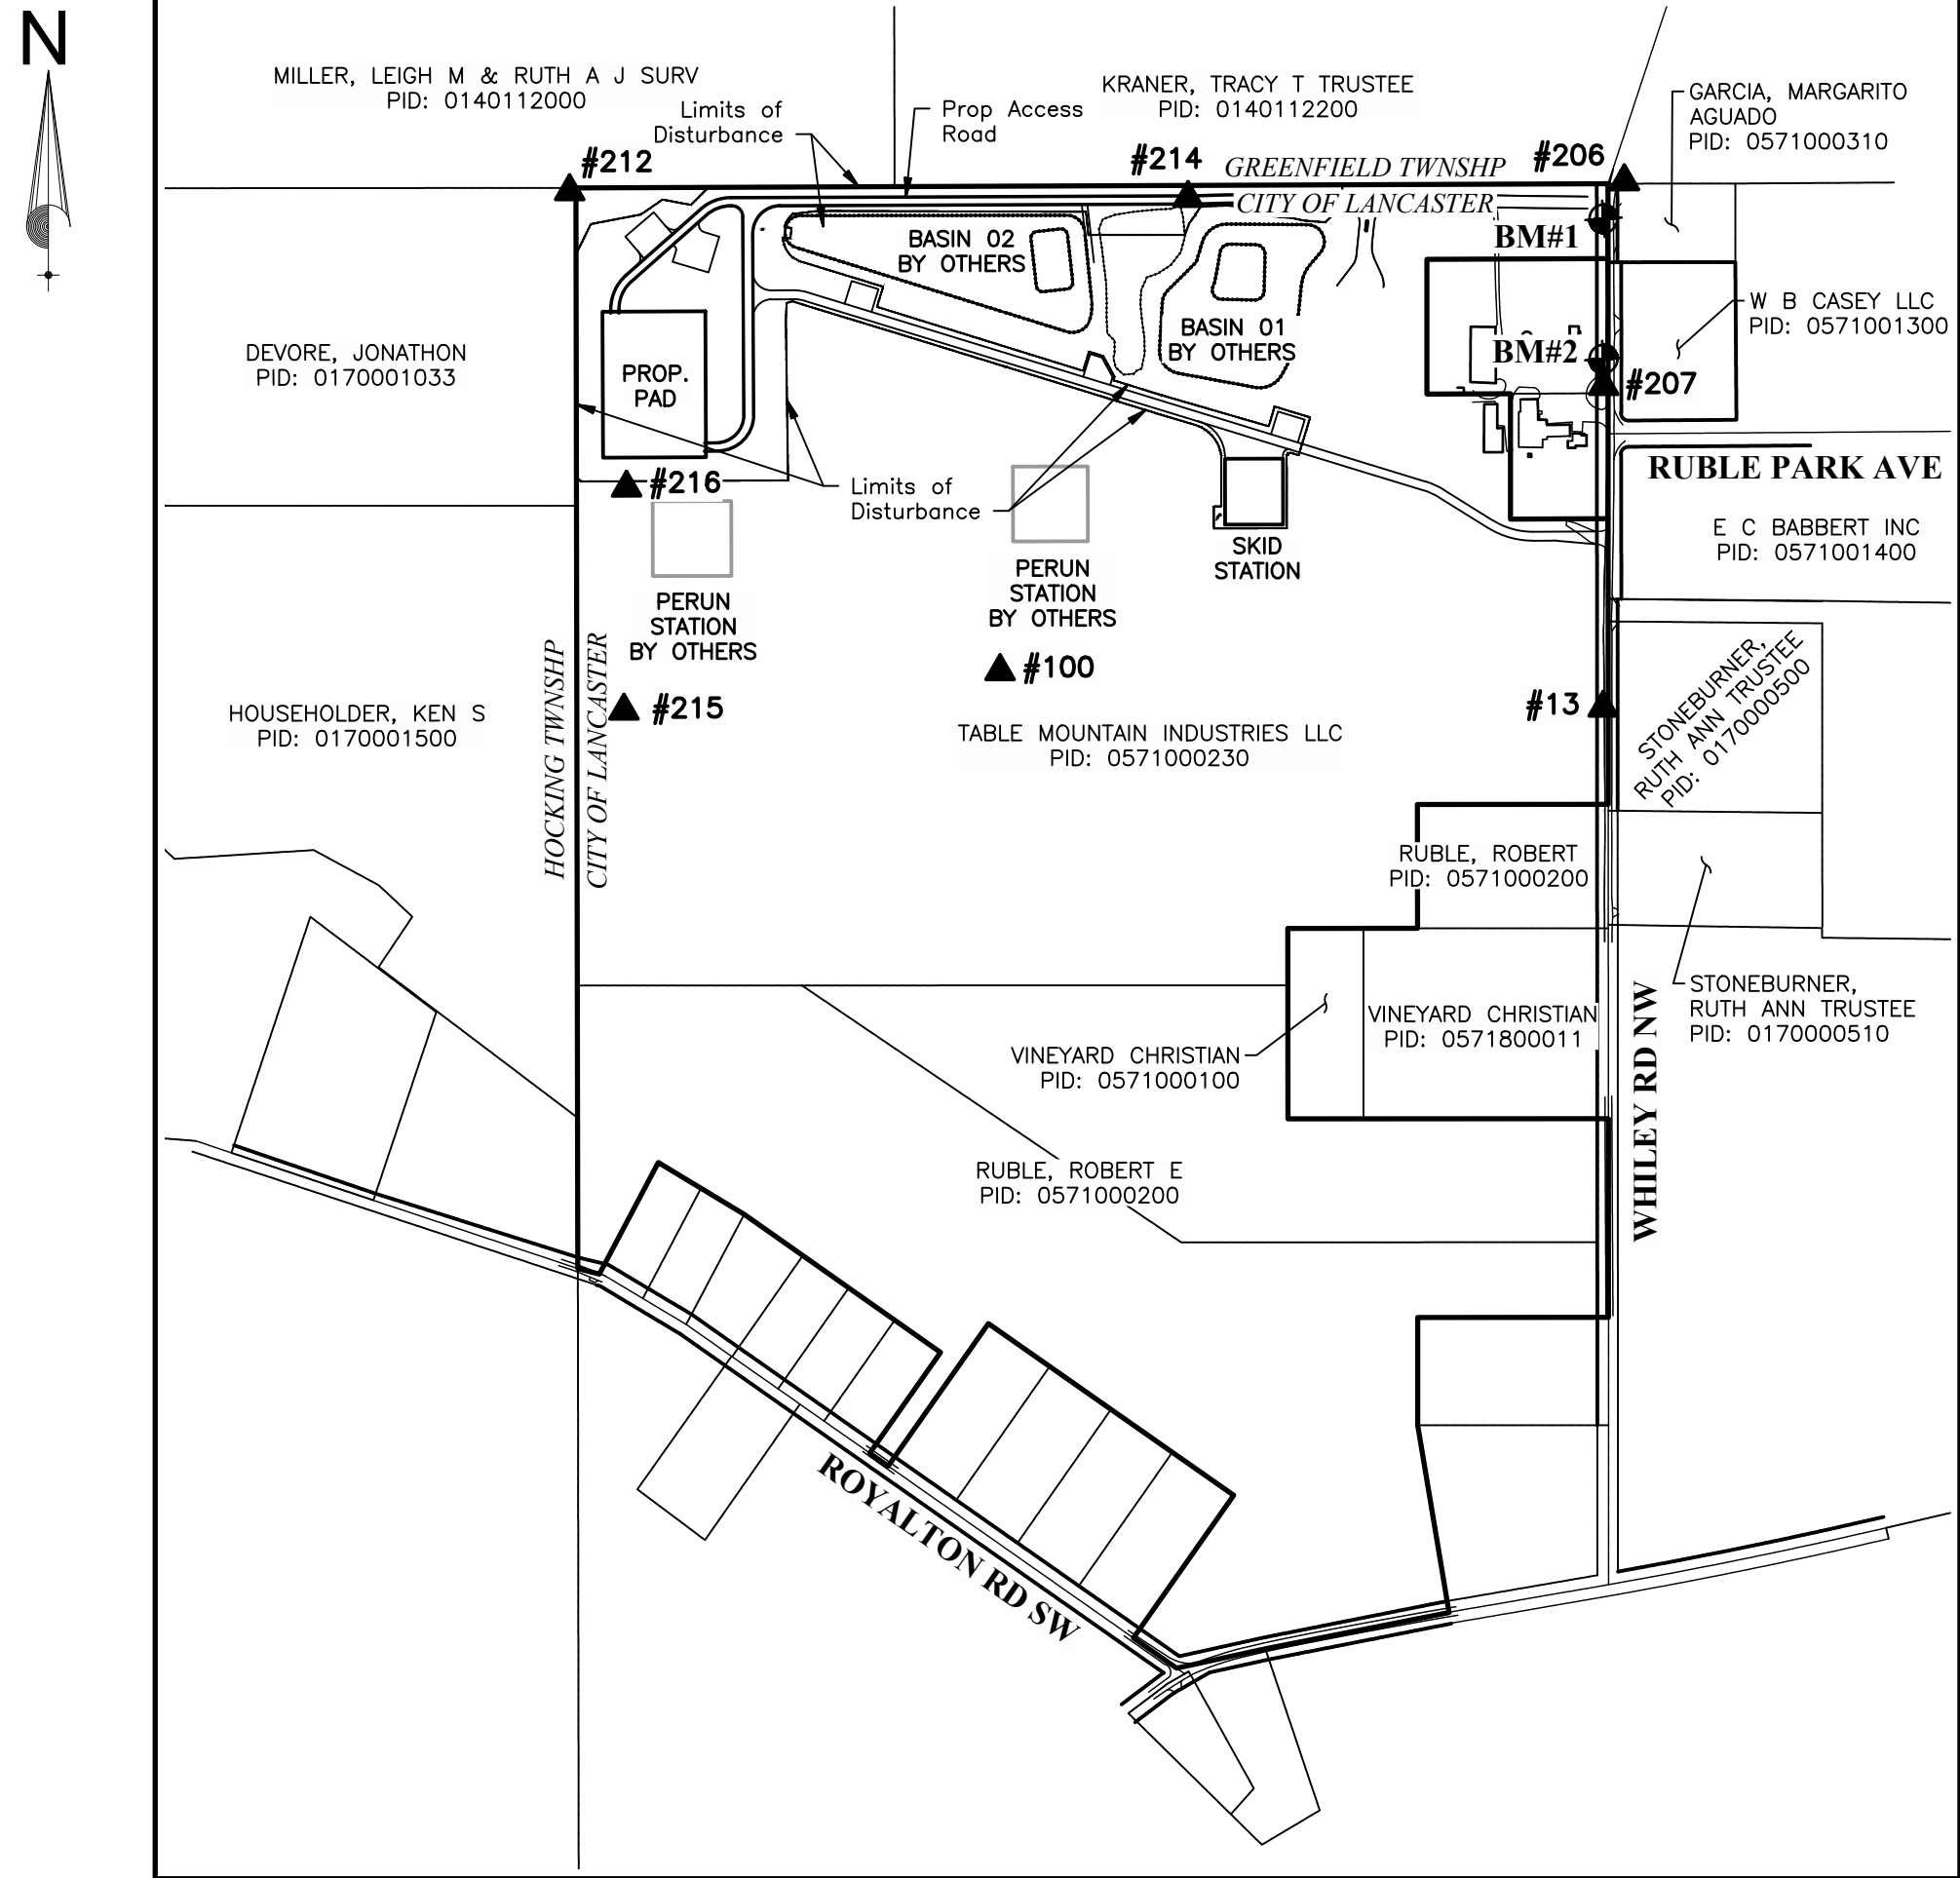 N
MILLER, LEIGH M & RUTH A J SURV
PID: 0140112000
Limits of
Disturbance
Prop Access
Road
KRANER, TRACY T TRUSTEE
PID: 0140112200
GARCIA, MARGARITO
AGUADO
PID: 0571000310
#212
#214
GREENFIELD TWNSHP
#206
CITY OF LANCASTER
BM#1
BASIN 02
BY OTHERS
BASIN 01
BY OTHERS
W B CASEY LLC
PID: 0571001300
DEVORE, JONATHON
PID: 0170001033
PROP.
PAD
BM#2
#207
RUBLE PARK AVE
#216
Limits of
Disturbance
E C BABBERT INC
PID: 0571001400
SKID
STATION
PERUN
STATION
BY OTHERS
PERUN
STATION
BY OTHERS
HOCKING TWNSHP
CITY OF LANCASTER
#100
#215
#13
STONEBURNER,
RUTH ANN TRUSTEE
PID: 0170000500
HOUSEHOLDER, KEN S
PID: 0170001500
TABLE MOUNTAIN INDUSTRIES LLC
PID: 0571000230
RUBLE, ROBERT
PID: 0571000200
STONEBURNER,
RUTH ANN TRUSTEE
PID: 0170000510
VINEYARD CHRISTIAN
PID: 0571800011
VINEYARD CHRISTIAN
PID: 0571000100
WHILEY RD NW
RUBLE, ROBERT E
PID: 0571000200
ROYALTON RD SW